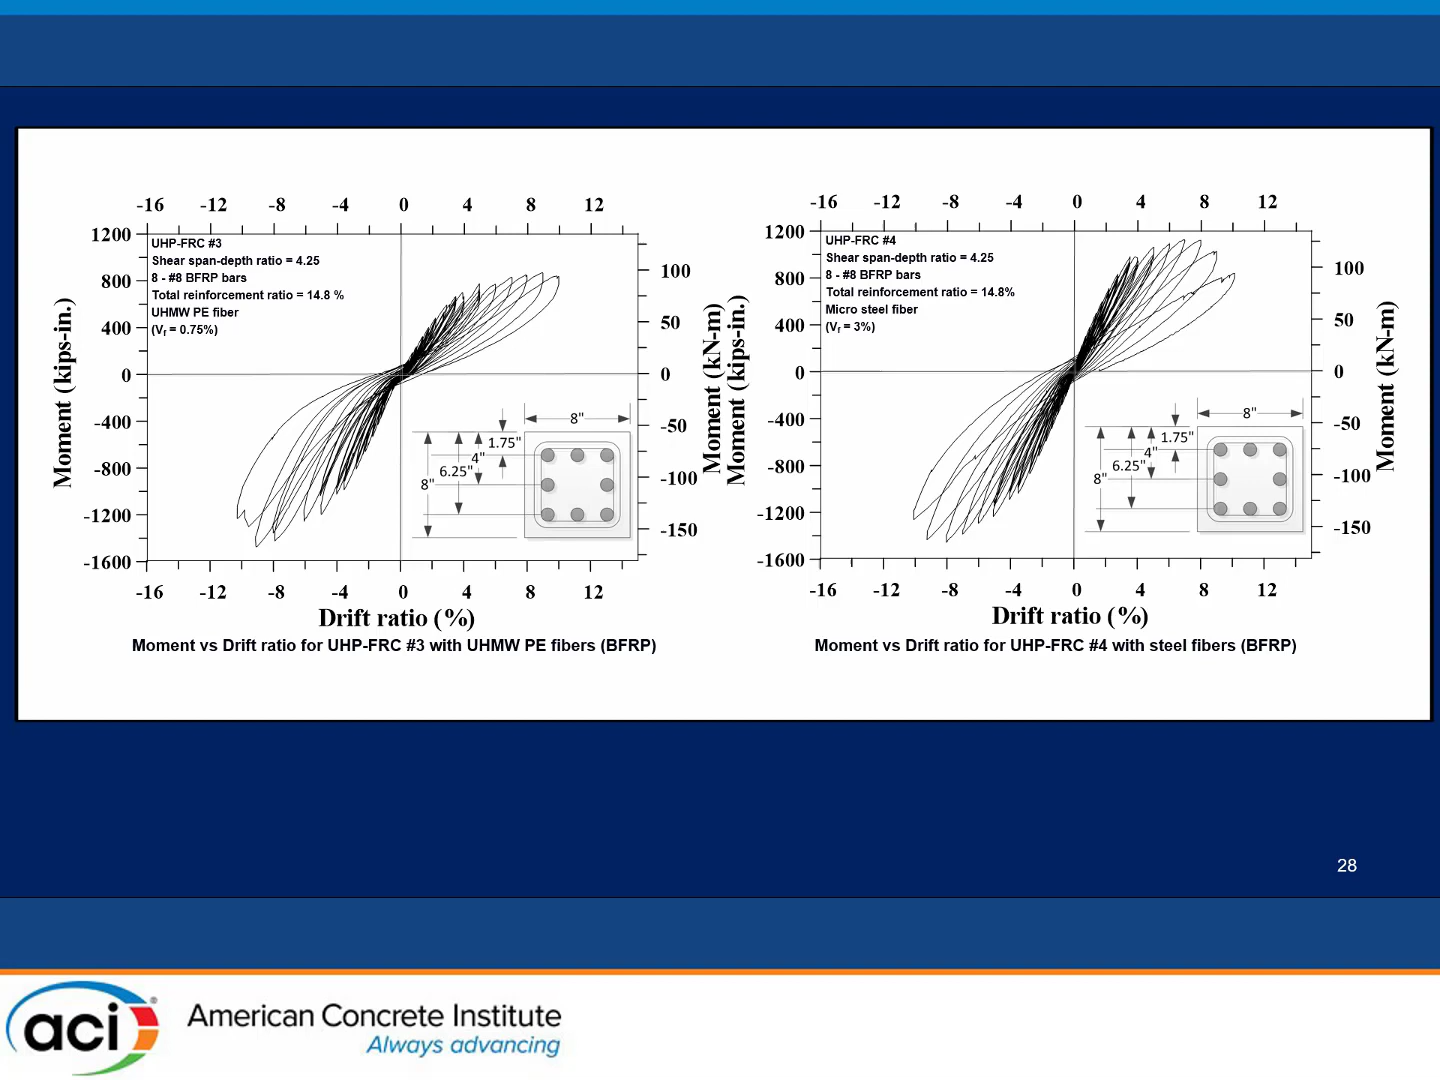 -16 -12 -8 -4 0 4 8 12
1200
800
400
0
-400
-800
-1200
-1600
Moment (kips-in.)
UHP-FRC #3
Shear span-depth ratio = 4.25
8 - #8 BFRP bars
Total reinforcement ratio = 14.8 %
UHMW PE fiber
(Vf = 0.75%)
8"
1.75"
4"
6.25"
8"
100
50
0
-50
-100
-150
Moment (kN-m)
-16 -12 -8 -4 0 4 8 12
Drift ratio (%)
Moment vs Drift ratio for UHP-FRC #3 with UHMW PE fibers (BFRP)
-16 -12 -8 -4 0 4 8 12
1200
800
400
0
-400
-800
-1200
-1600
Moment (kips-in.)
UHP-FRC #4
Shear span-depth ratio = 4.25
8 - #8 BFRP bars
Total reinforcement ratio = 14.8%
Micro steel fiber
(Vf = 3%)
8"
1.75"
4"
6.25"
8"
100
50
0
-50
-100
-150
Moment (kN-m)
-16 -12 -8 -4 0 4 8 12
Drift ratio (%)
Moment vs Drift ratio for UHP-FRC #4 with steel fibers (BFRP)
28
aci®
American Concrete Institute
Always advancing